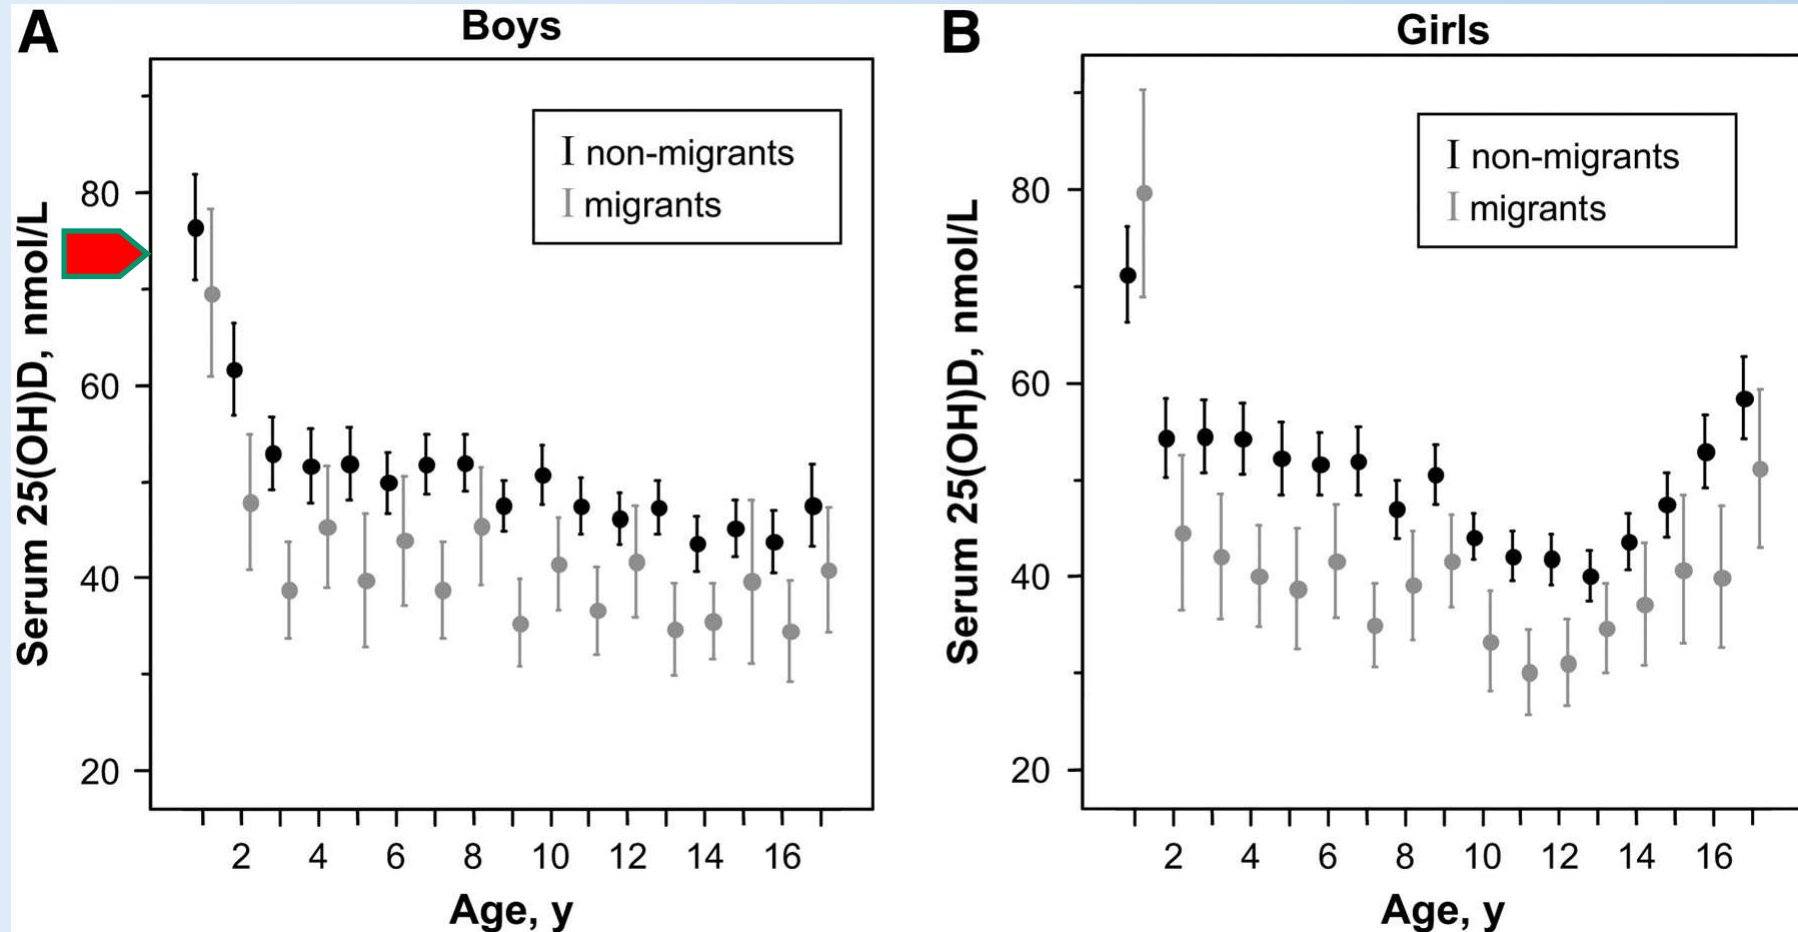 A
Boys
I non-migrants
I migrants
80
60
40
20
Serum 25(OH)D, nmol/L
2 4 6 8 10 12 14 16
Age, y
B
Girls
I non-migrants
I migrants
80
60
40
20
Serum 25(OH)D, nmol/L
2 4 6 8 10 12 14 16
Age, y